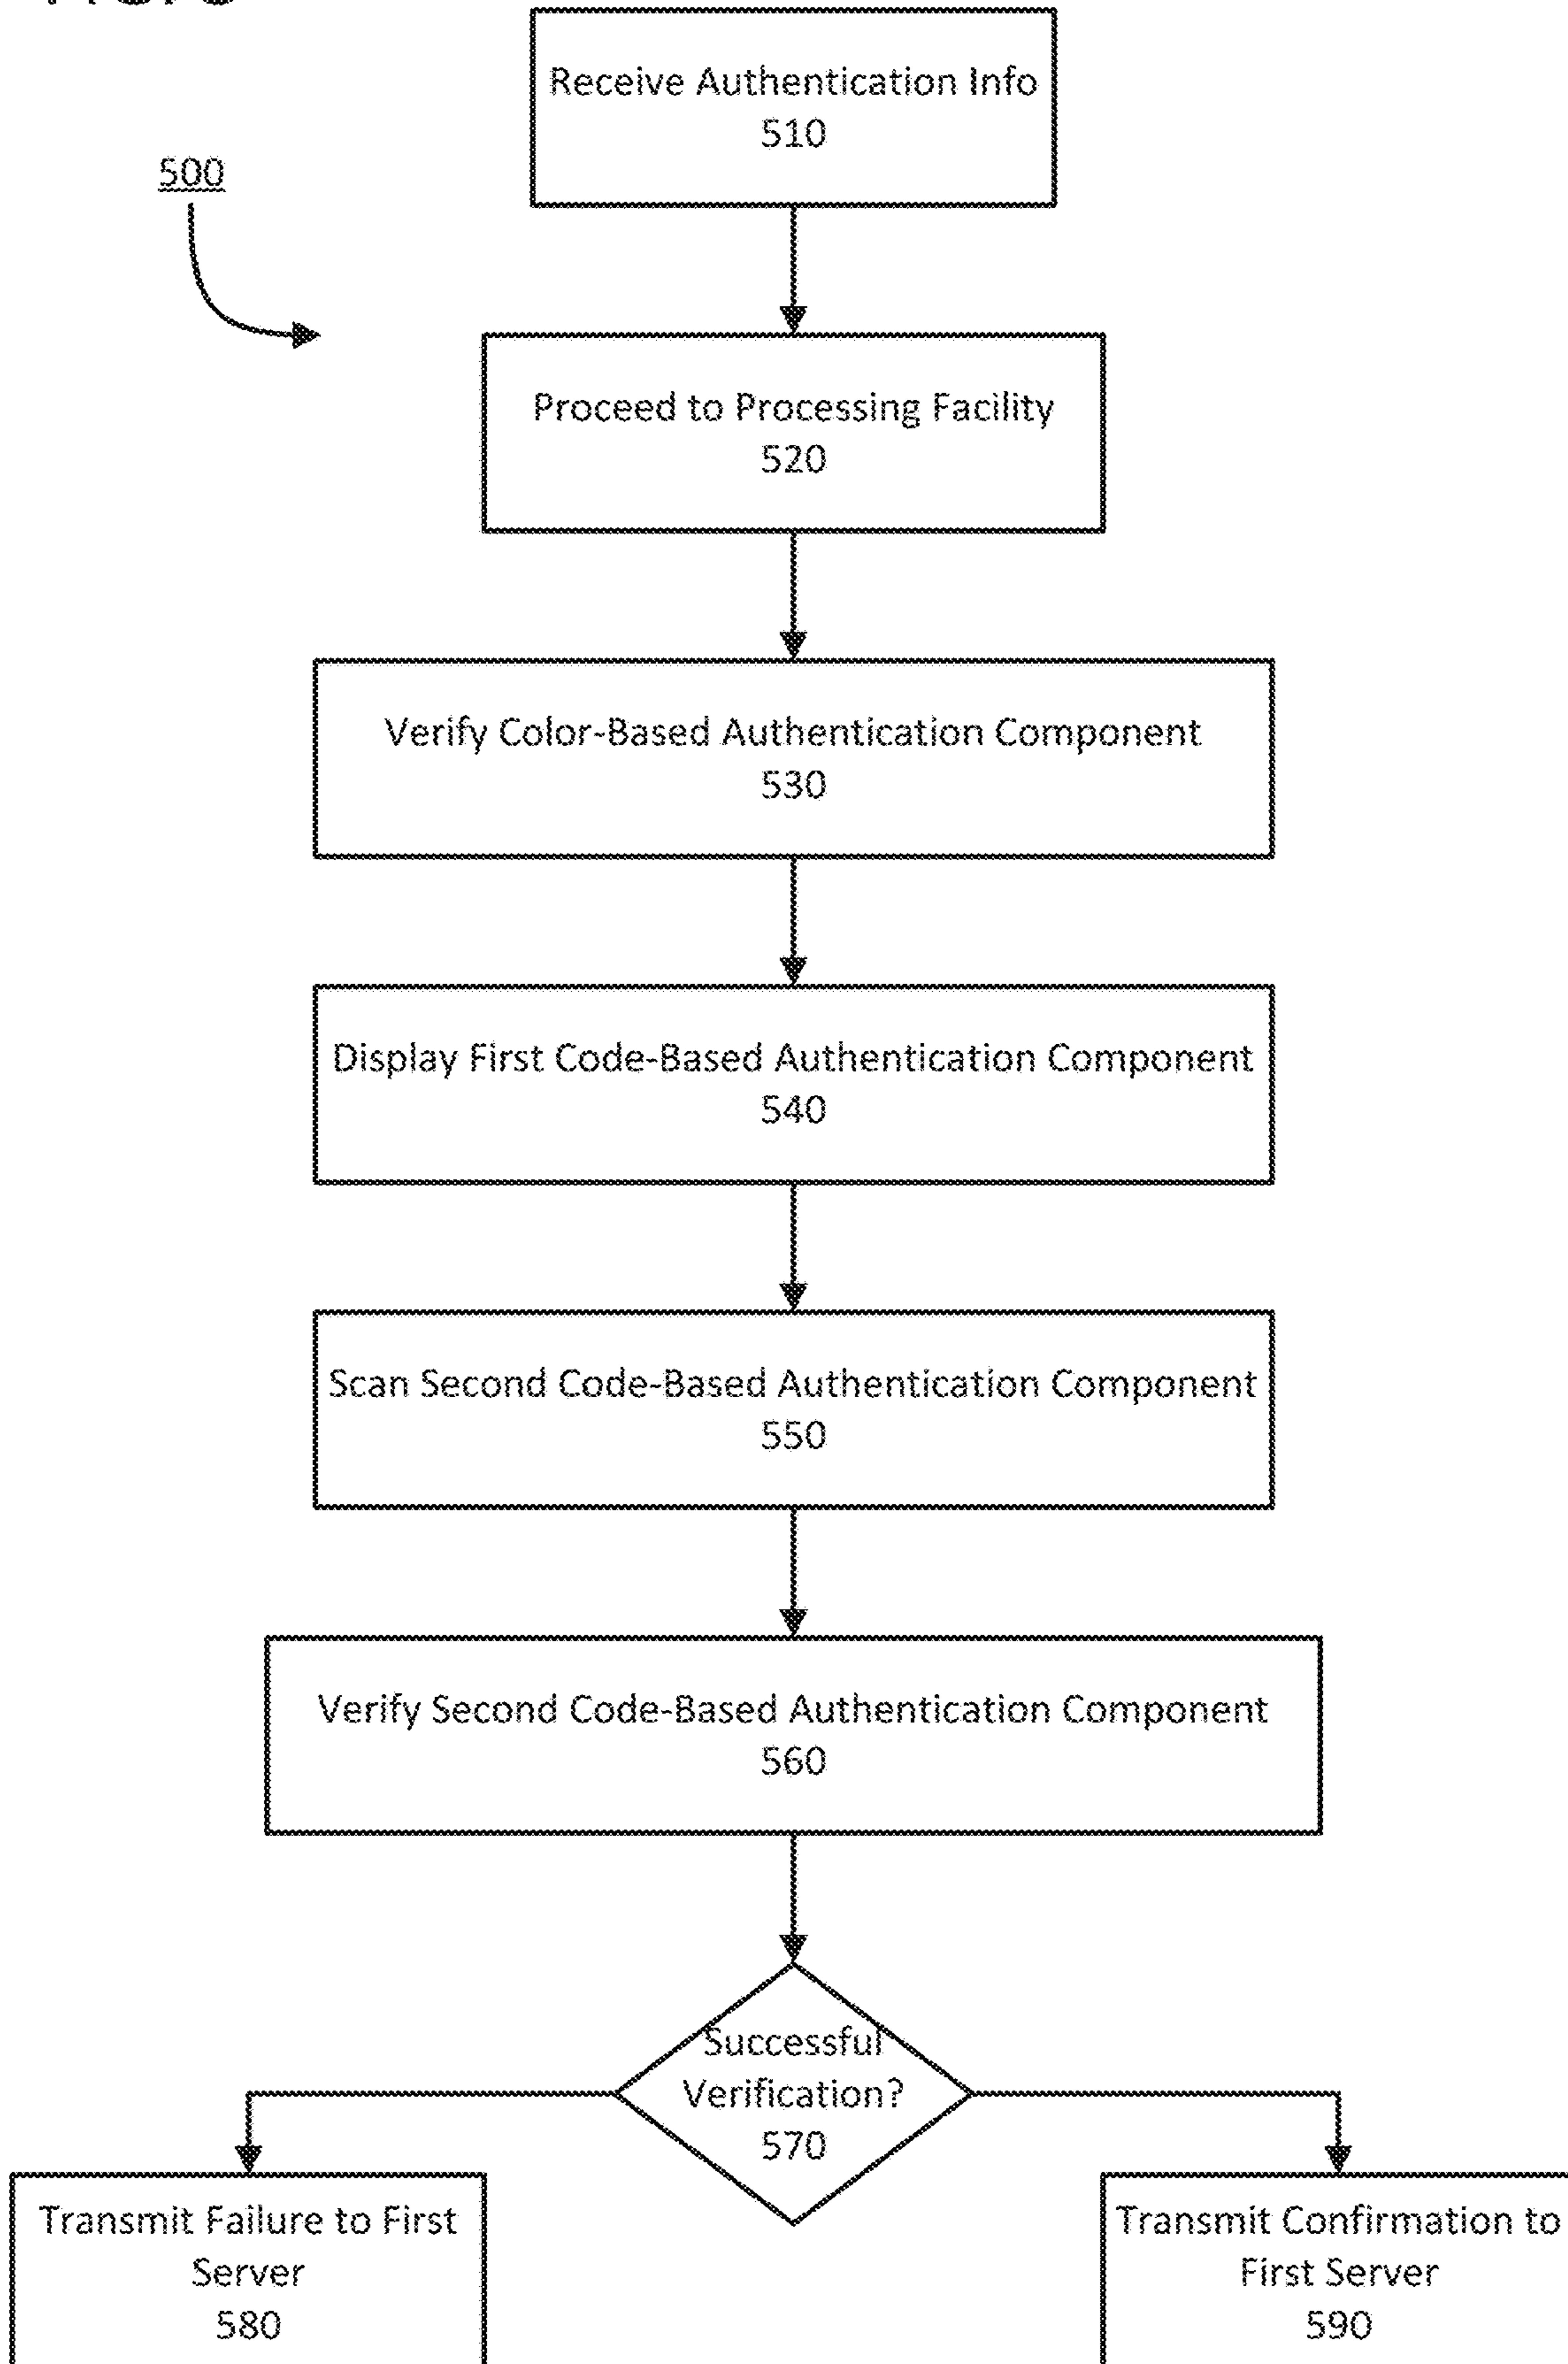 500
Receive Authentication Info
510
Proceed to Processing Facility
520
Verify Color-Based Authentication Component
530
Display First Code-Based Authentication Component
540
Scan Second Code-Based Authentication Component
550
Verify Second Code-Based Authentication Component
560
Successful
Verification?
570
Transmit Failure to First
Server
580
Transmit Confirmation to
First Server
590